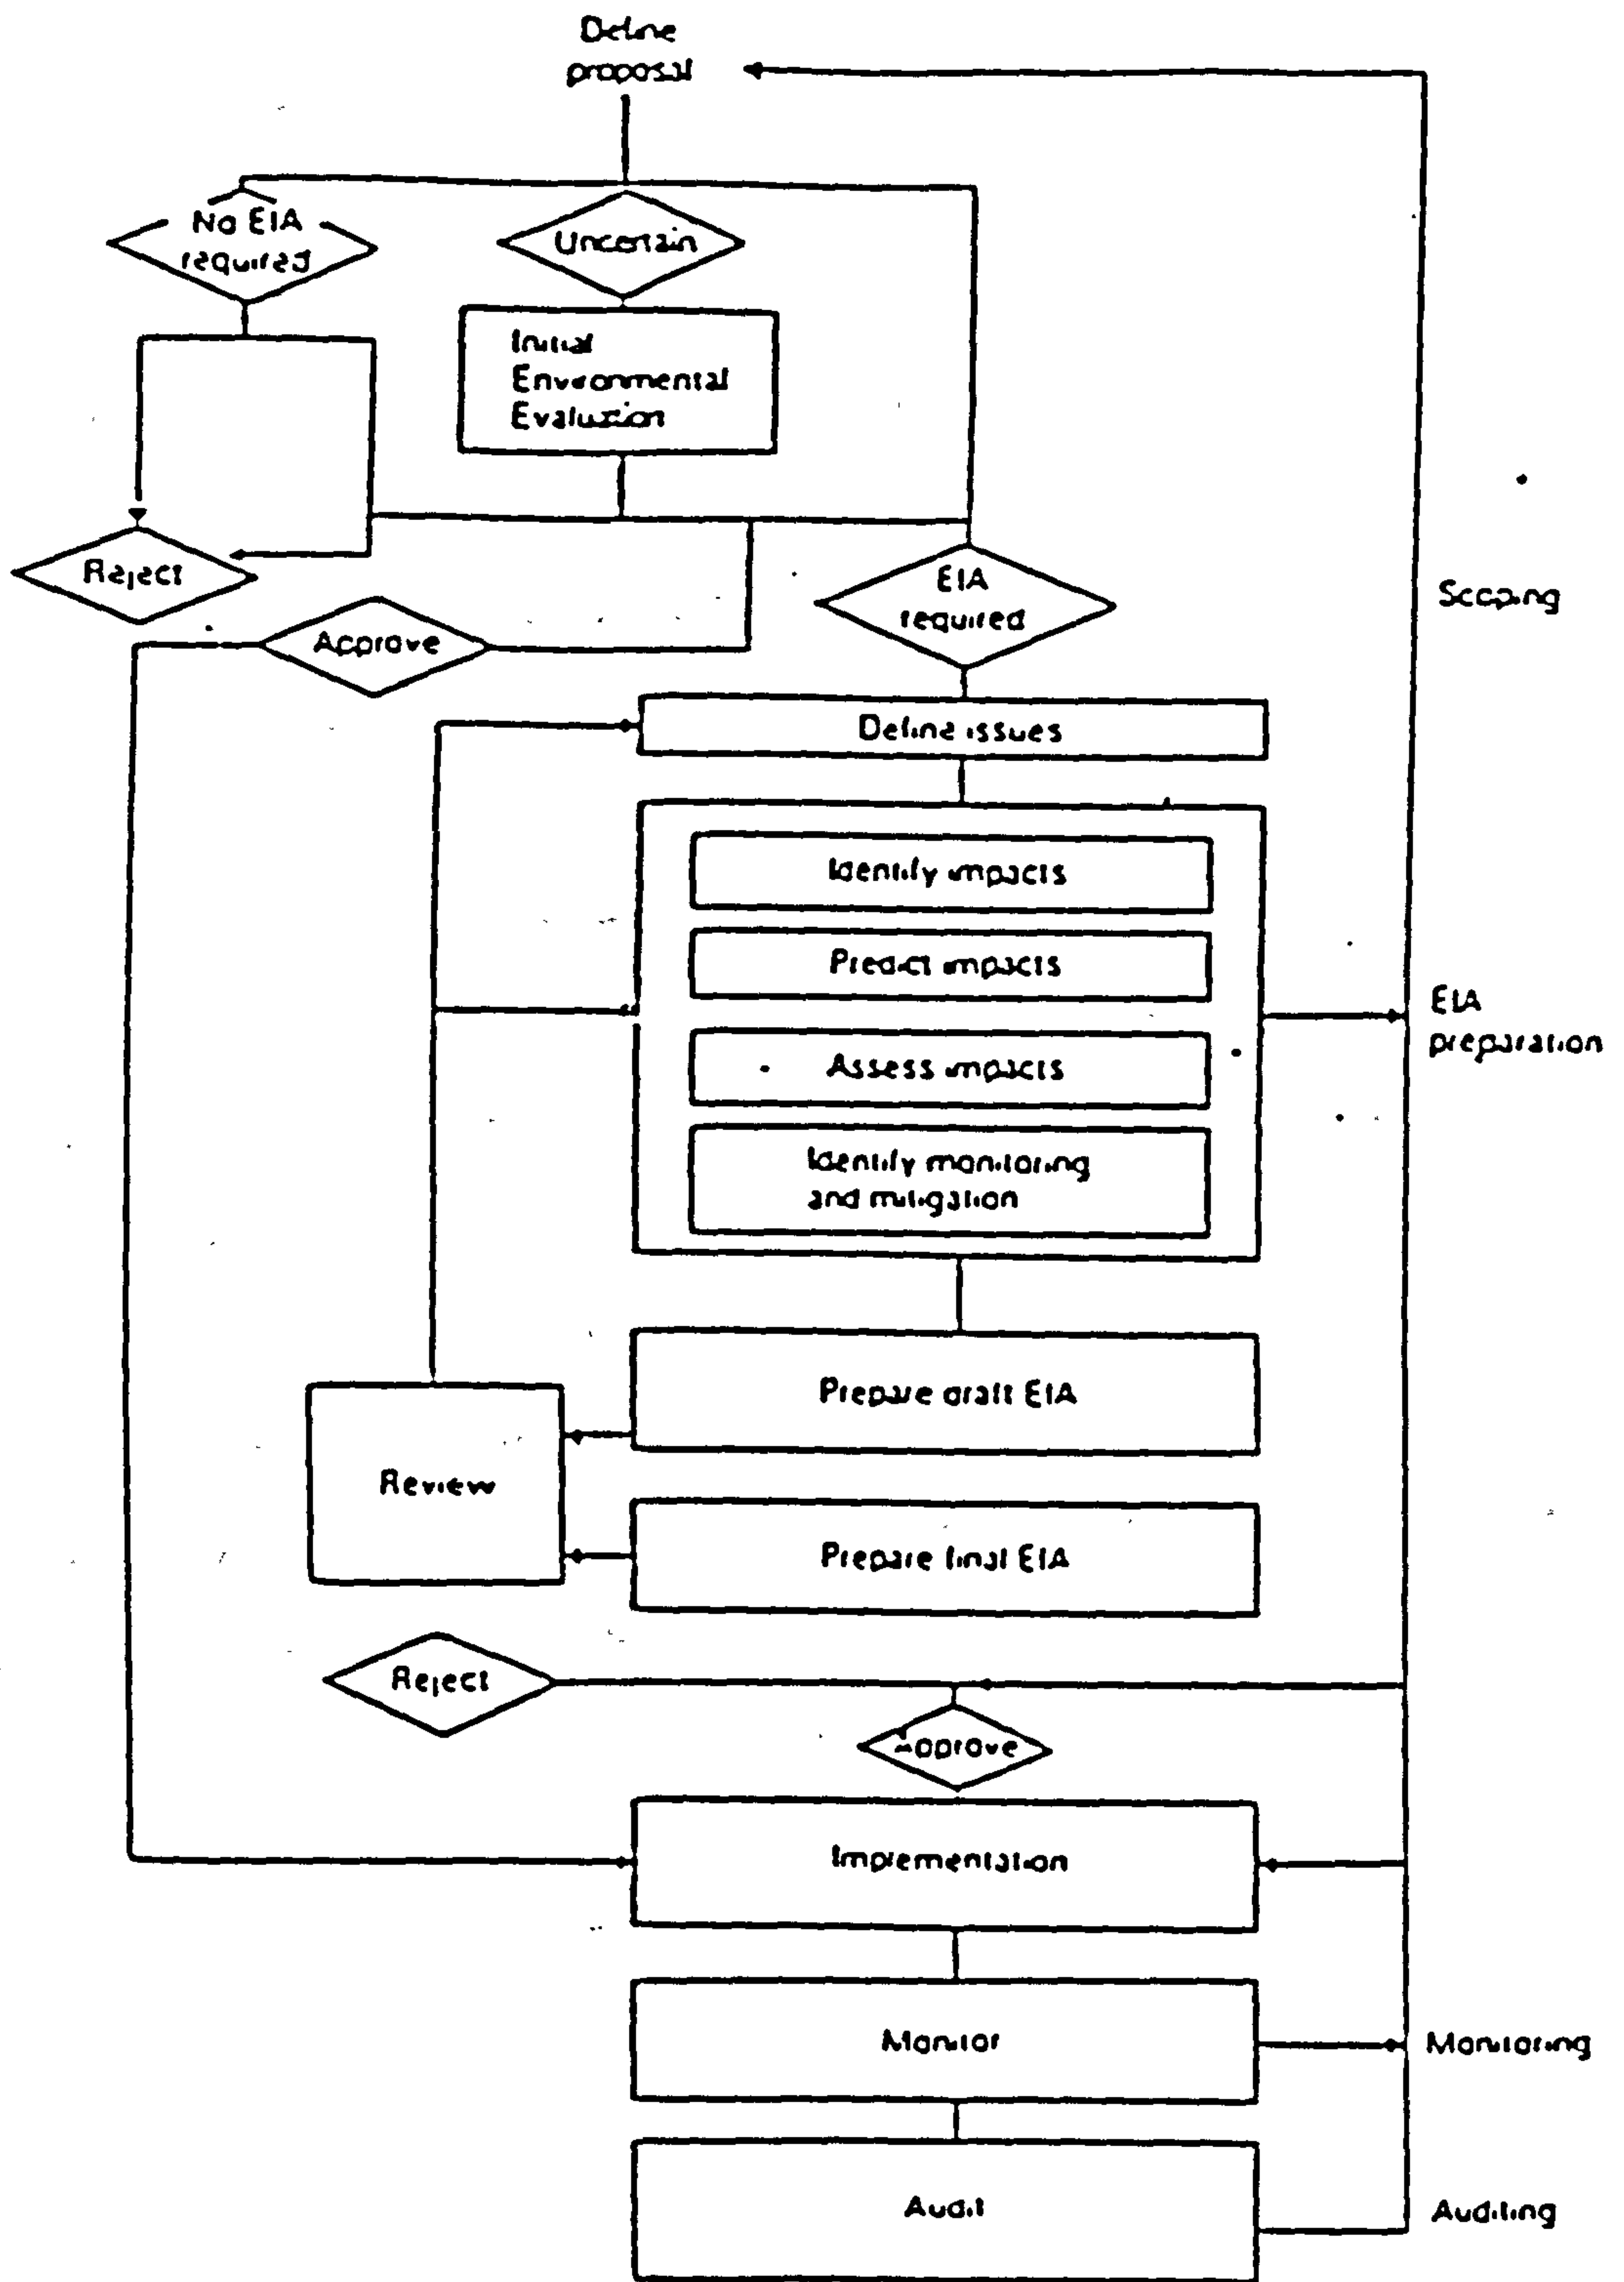 Define
proposal
No EIA
required
Uncertain
Initial
Environmental
Evaluation
Reject
Approve
EIA
required
Scoping
Define issues
Identify impacts
Predict impacts
EIA
preparation
Assess impacts
Identify monitoring
and mitigation
Prepare draft EIA
Review
Prepare final EIA
Reject
Approve
Implementation
Monitor
Monitoring
Audit
Auditing